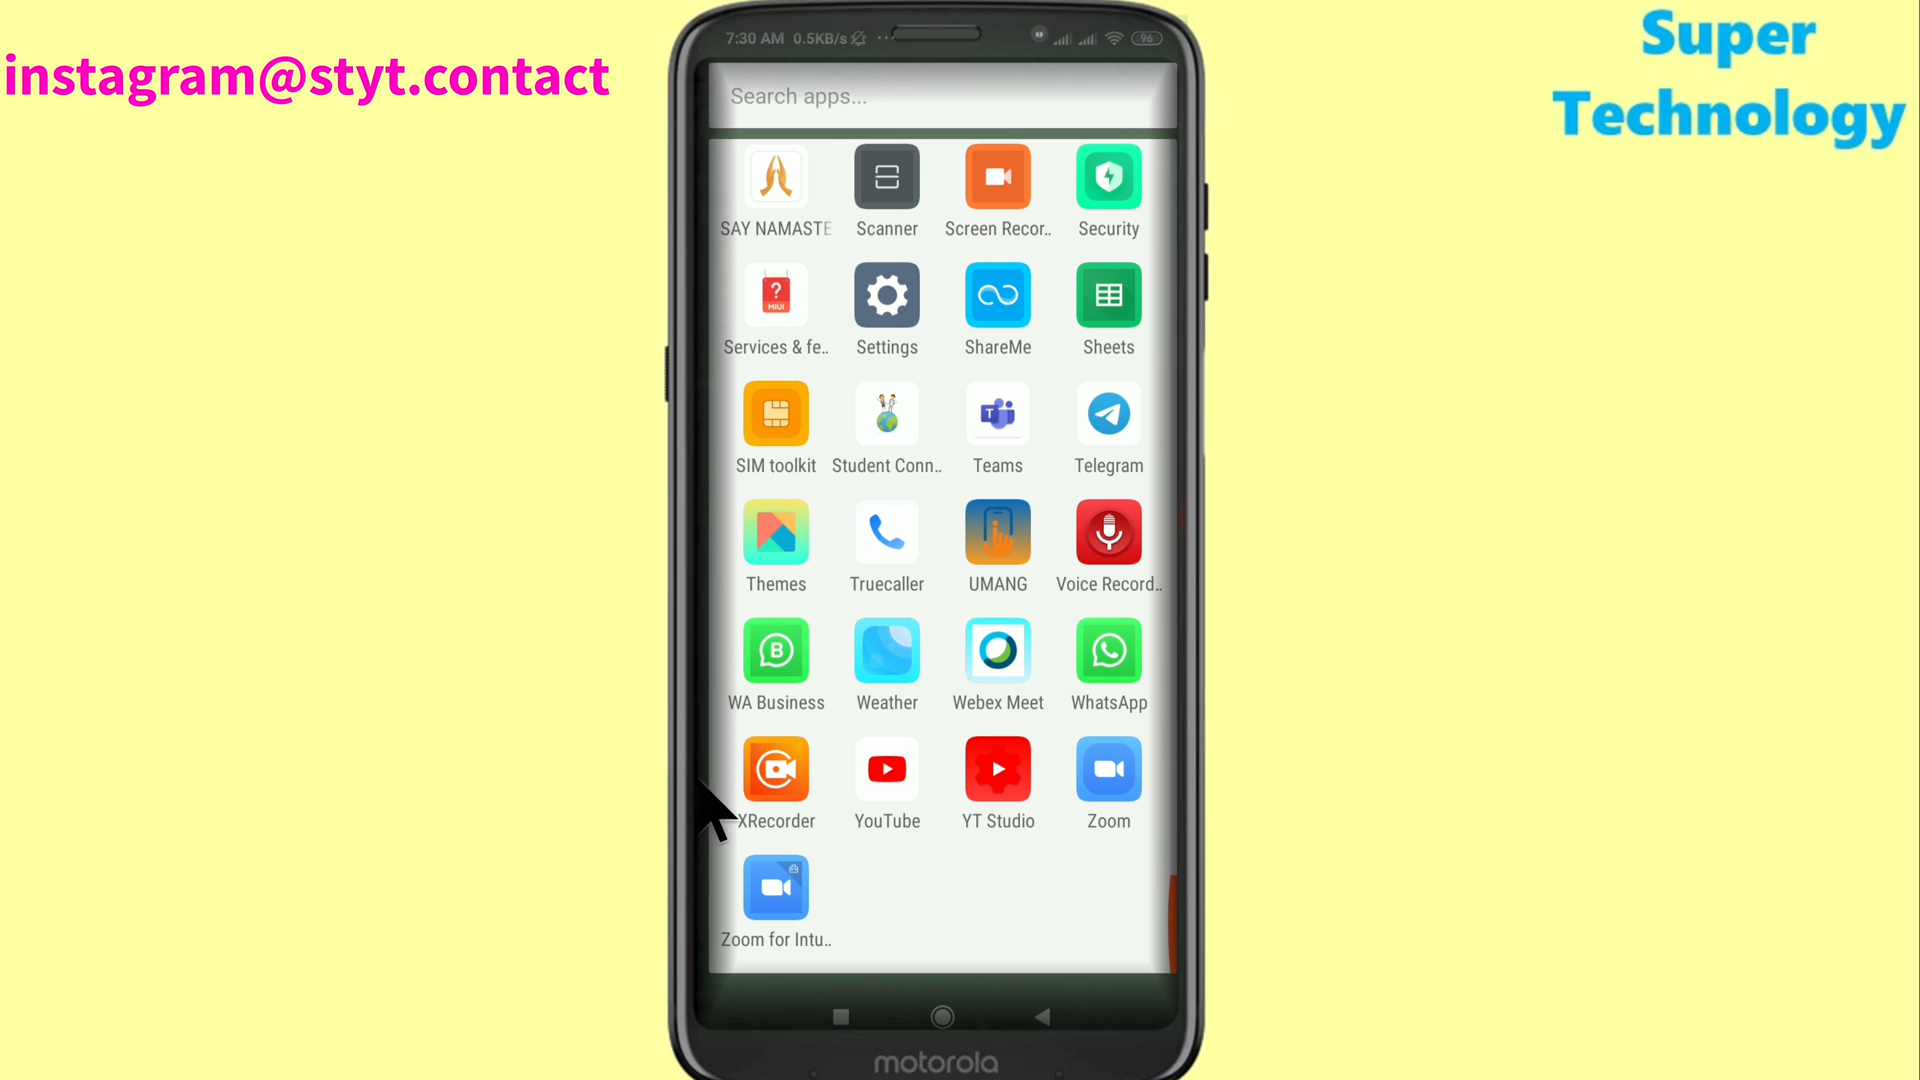 instagram@styt.contact
Super
Technology
7:30 AM 0.5KB/s
96
Search apps...
SAY NAMASTE Scanner Screen Recor.. Security
?
MIUI
Services & fe.. Settings ShareMe Sheets
T
SIM toolkit Student Conn.. Teams Telegram
Themes Truecaller UMANG Voice Record..
B
WA Business Weather Webex Meet WhatsApp
XRecorder YouTube YT Studio Zoom
Zoom for Intu..
motorola